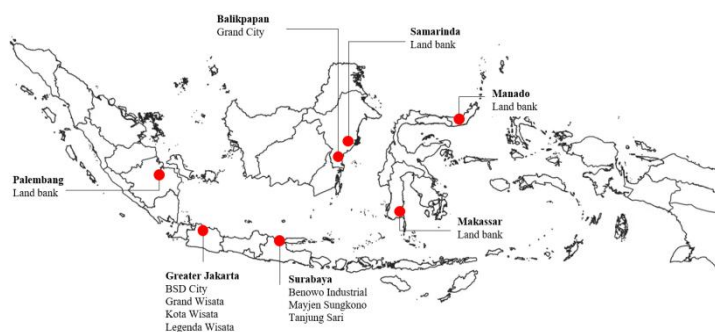 Balikpapan
Grand City
Samarinda
Land bank
Manado
Land bank
Palembang
Land bank
Makassar
Land bank
Greater Jakarta
BSD City
Grand Wisata
Kota Wisata
Legenda Wisata
Surabaya
Benowo Industrial
Mayjen Sungkono
Tanjung Sari